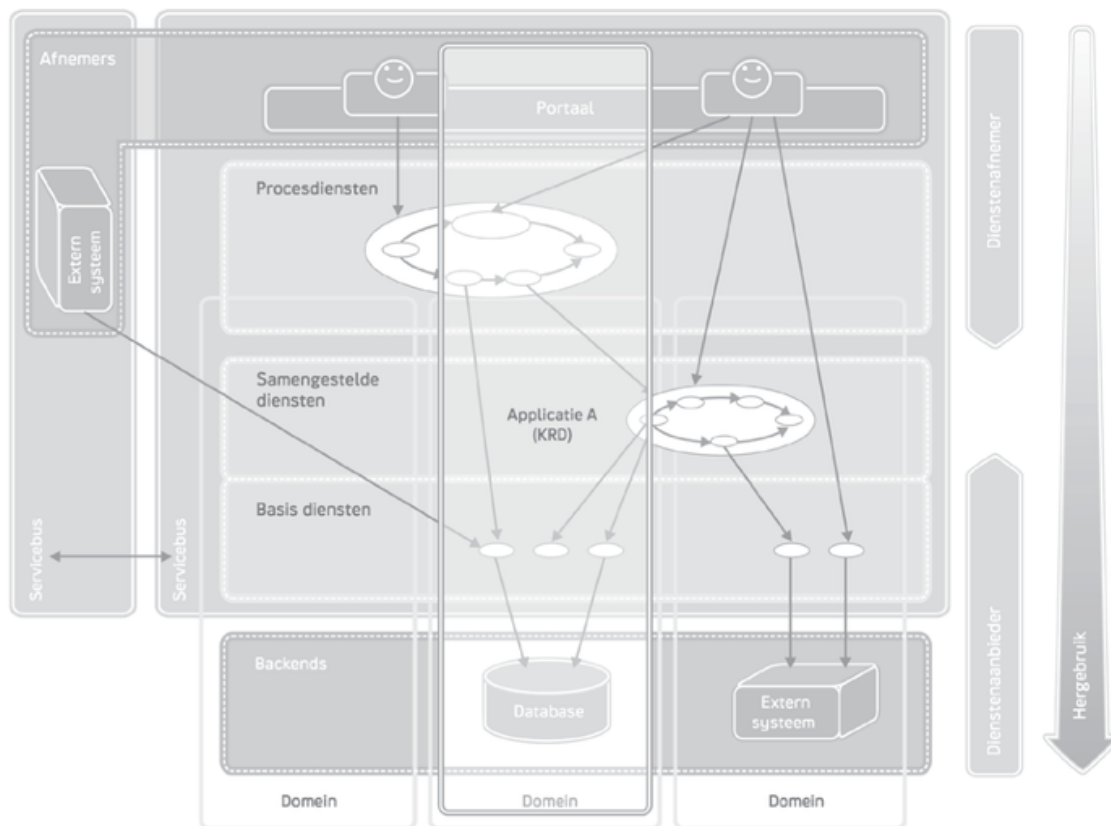 Afnemers
Portaal
Procesdiensten
Extern
systeem
Samengestelde
diensten
Applicatie A
(KRD)
Basis diensten
Servicebus
Servicebus
Backends
Database
Extern
systeem
Domein
Domein
Domein
Dienstenafnemer
Dienstenaanbieder
Hergebruik